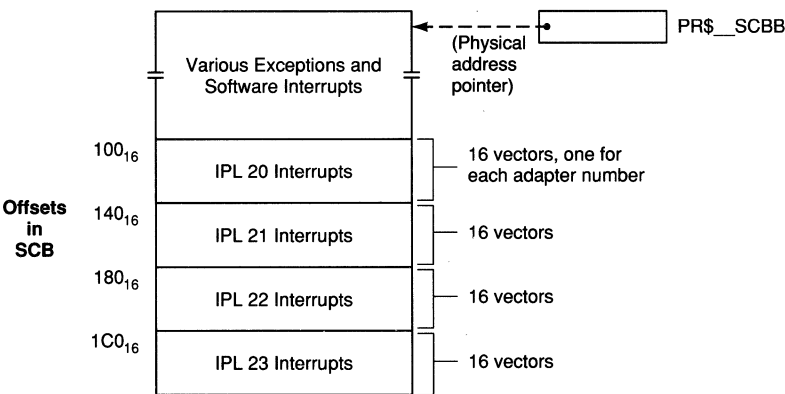 PR$__SCBB
(Physical
address
pointer)
Various Exceptions and
Software Interrupts
Offsets
in
SCB
100₁₆
IPL 20 Interrupts
16 vectors, one for
each adapter number
140₁₆
IPL 21 Interrupts
16 vectors
180₁₆
IPL 22 Interrupts
16 vectors
1C0₁₆
IPL 23 Interrupts
16 vectors